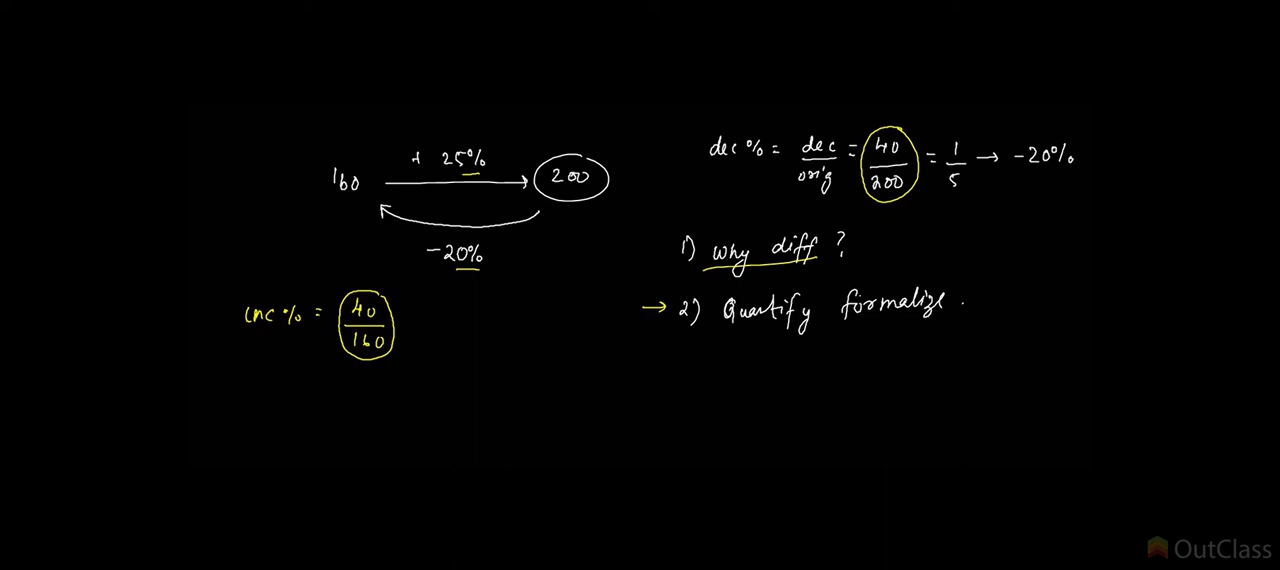 + 25%
160 → 200
-20%
inc % = 40/160
dec % = dec/orig = 40/200 = 1/5 → -20%
1) Why diff ?
→ 2) Quantify formalize .
OutClass